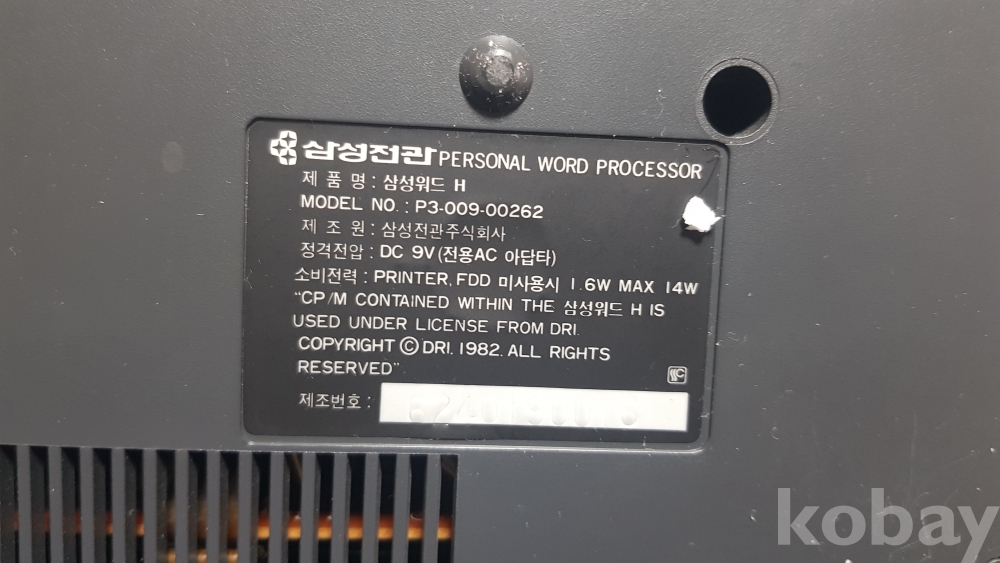 삼성전관 PERSONAL WORD PROCESSOR
제 품 명 : 삼성워드 H
MODEL NO. : P3-009-00262
제 조 원 : 삼성전관주식회사
정격전압 : DC 9V(전용AC 아답타)
소비전력 : PRINTER, FDD 미사용시 1.6W MAX 14W
"CP/M CONTAINED WITHIN THE 삼성워드 H IS
USED UNDER LICENSE FROM DRI.
COPYRIGHT © DRI. 1982. ALL RIGHTS
RESERVED"
제조번호 :
kobay